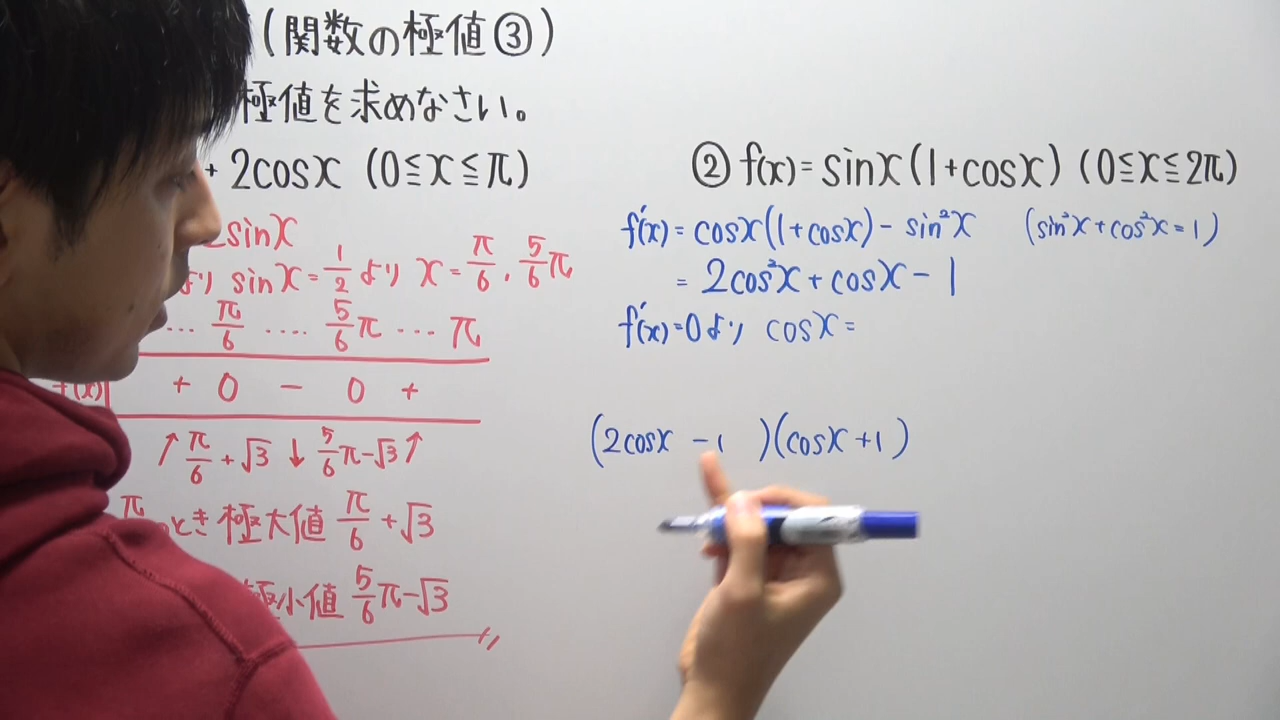 (関数の極値③)
極値を求めなさい。
+ 2cosx (0≦x≦π)
2sinx
より sinx = 1/2 より x = π/6, 5/6π
… π/6 …. 5/6π … π
f'(x) + 0 − 0 +
↑ π/6 + √3 ↓ 5/6π−√3 ↑
π のとき 極大値 π/6 + √3
極小値 5/6π−√3
② f(x) = sinx(1+cosx) (0≦x≦2π)
f'(x) = cosx(1+cosx) − sin²x (sin²x + cos²x = 1)
= 2cos²x + cosx − 1
f'(x) = 0 より cosx =
(2cosx − 1 )(cosx + 1)